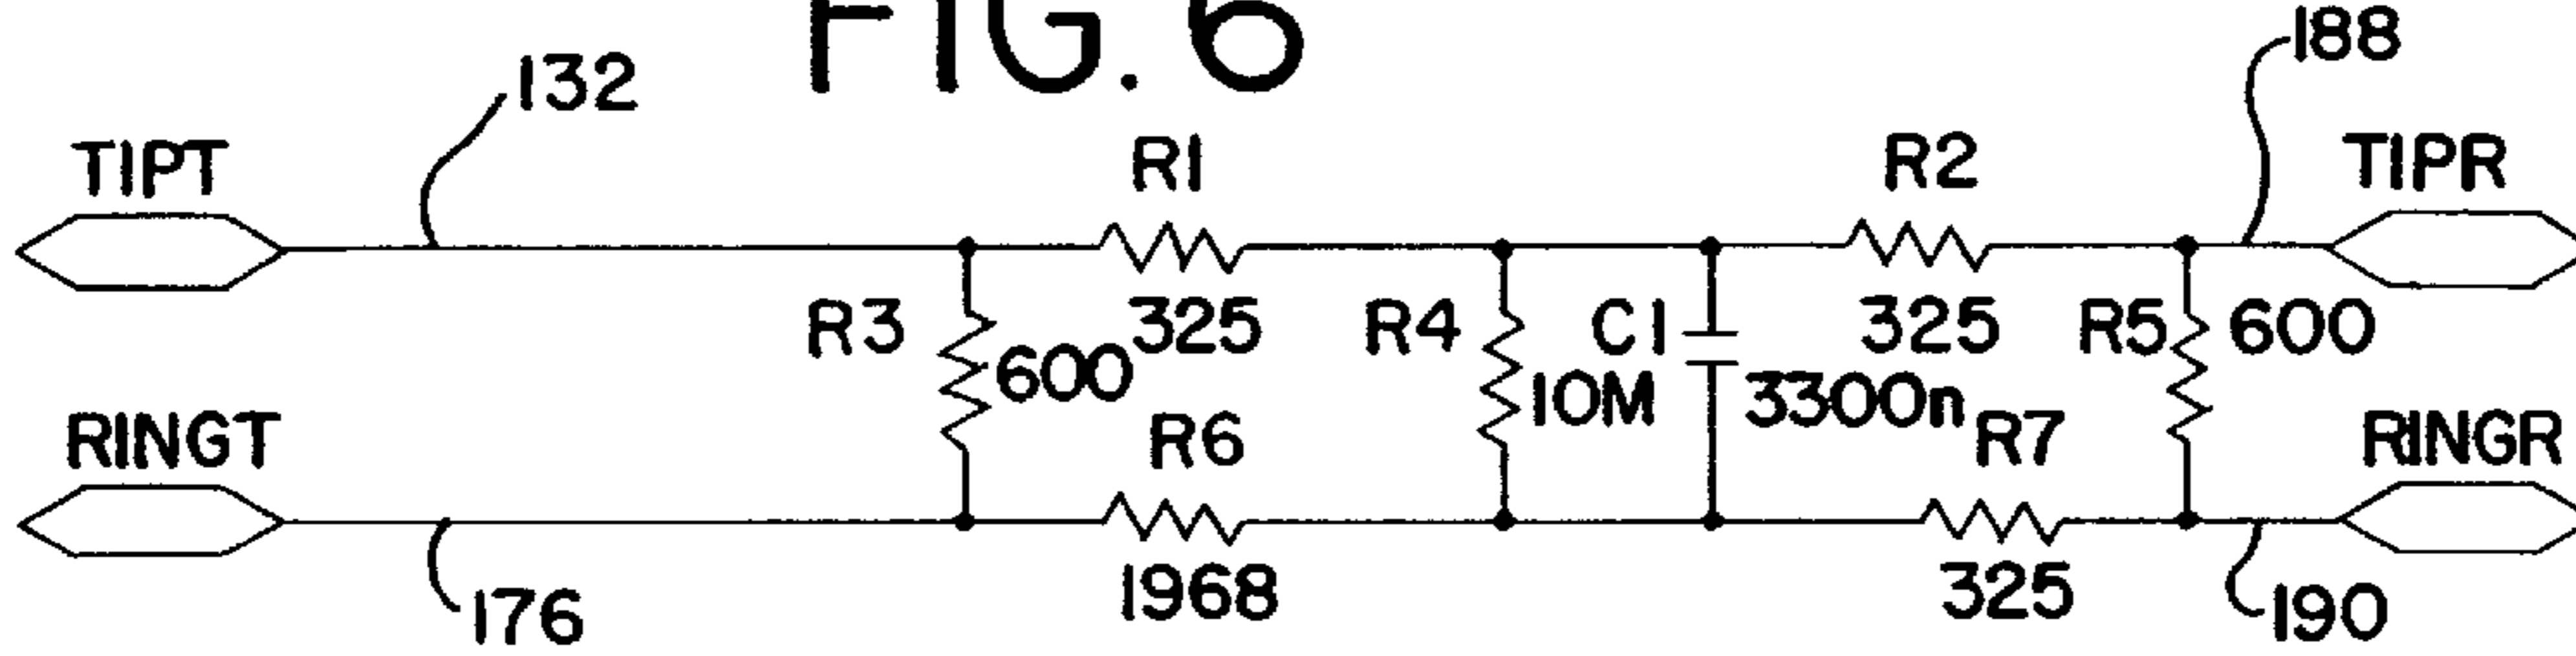 FIG. 6
188
132
TIPT
R1
R2
TIPR
R3
325
R4
C1
325
R5
600
600
10M
3300n
RINGT
R6
R7
RINGR
1968
325
176
190